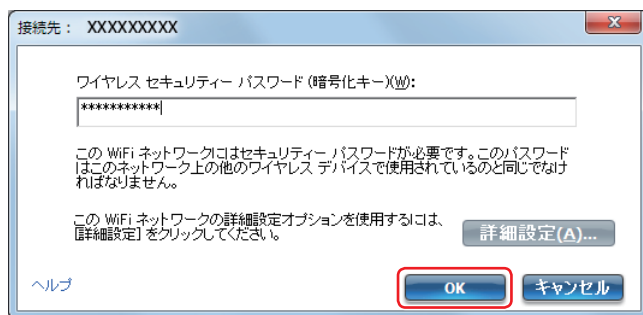 接続先： XXXXXXXXX
ワイヤレス セキュリティー パスワード (暗号化キー)(W):
***********
この WiFi ネットワークにはセキュリティー パスワードが必要です。このパスワード
はこのネットワーク上の他のワイヤレス デバイスで使用されているのと同じでなけ
ればなりません。
この WiFi ネットワークの詳細設定オプションを使用するには、
[詳細設定] をクリックしてください。
詳細設定(A)...
ヘルプ
OK
キャンセル